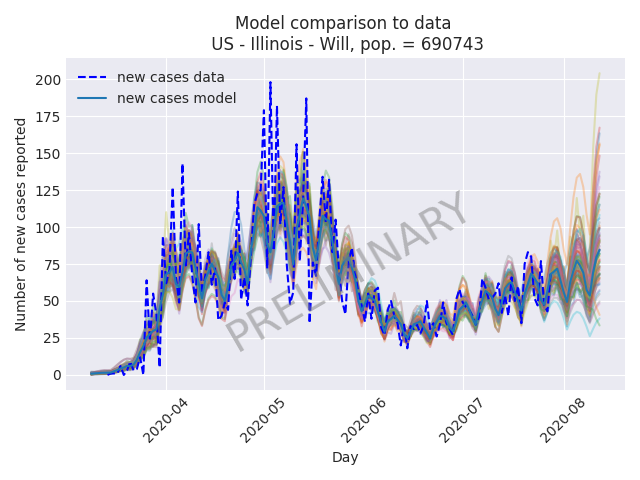 Model comparison to data
US - Illinois - Will, pop. = 690743
new cases data
new cases model
Number of new cases reported
200
175
150
125
100
75
50
25
0
PRELIMINARY
2020-04
2020-05
2020-06
2020-07
2020-08
Day